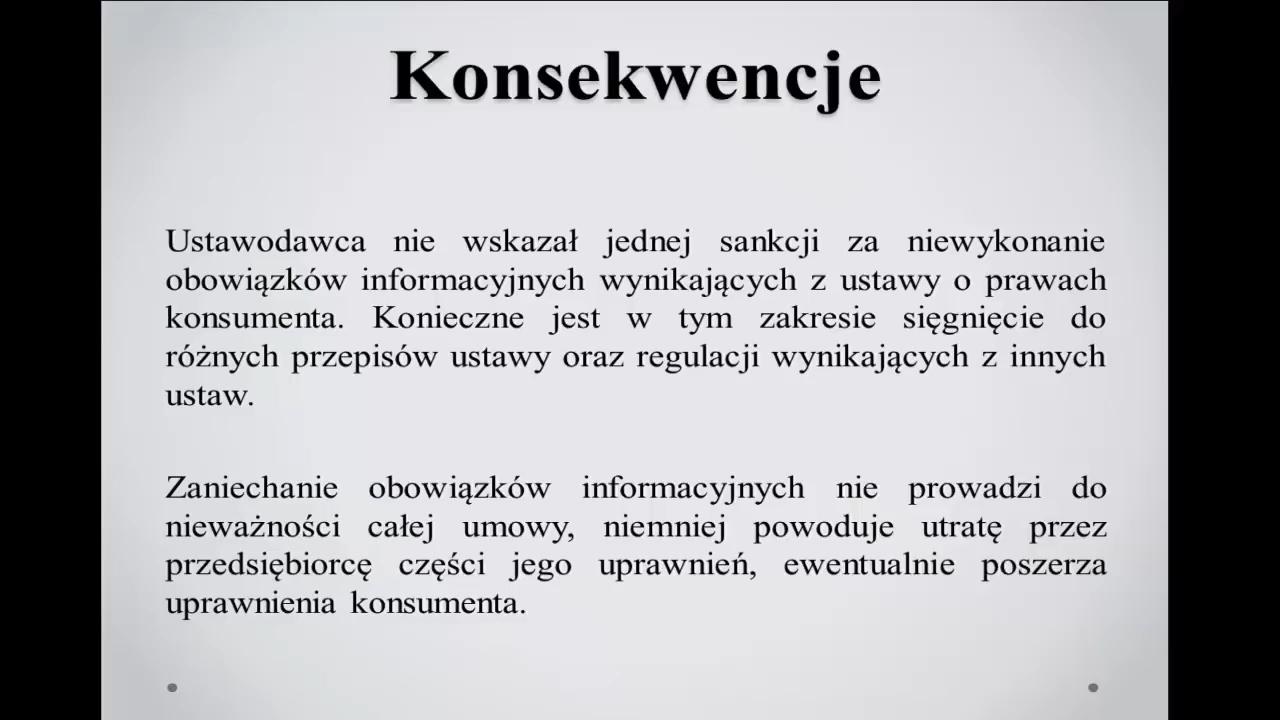 Konsekwencje
Ustawodawca nie wskazał jednej sankcji za niewykonanie
obowiązków informacyjnych wynikających z ustawy o prawach
konsumenta. Konieczne jest w tym zakresie sięgnięcie do
różnych przepisów ustawy oraz regulacji wynikających z innych
ustaw.
Zaniechanie obowiązków informacyjnych nie prowadzi do
nieważności całej umowy, niemniej powoduje utratę przez
przedsiębiorcę części jego uprawnień, ewentualnie poszerza
uprawnienia konsumenta.